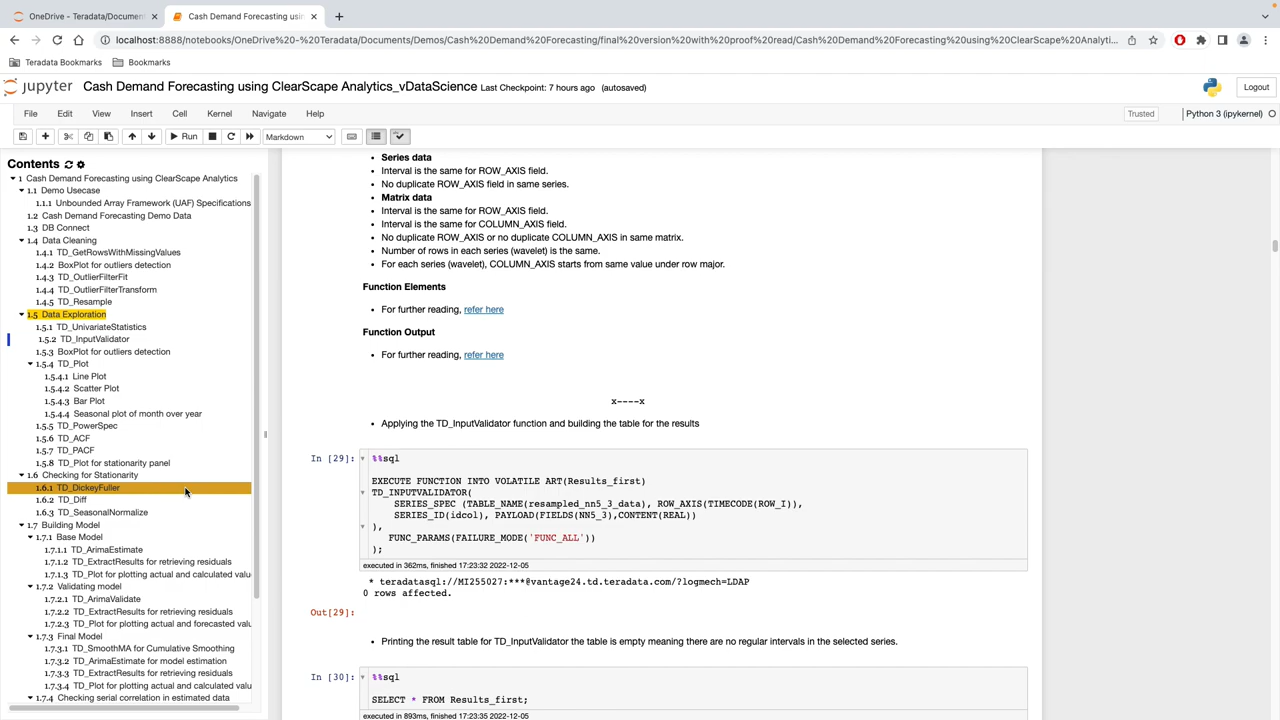 OneDrive - Teradata/Document
Cash Demand Forecasting usin
localhost:8888/notebooks/OneDrive%20-%20Teradata/Documents/Demos/Cash%20Demand%20Forecasting/final%20version%20with%20proof%20read/Cash%20Demand%20Forecasting%20using%20ClearScape%20Analyti...
Teradata Bookmarks
Bookmarks
jupyter
Cash Demand Forecasting using ClearScape Analytics_vDataScience Last Checkpoint: 7 hours ago (autosaved)
Logout
File
Edit
View
Insert
Cell
Kernel
Navigate
Help
Trusted
Python 3 (ipykernel)
Run
Markdown
Contents
1 Cash Demand Forecasting using ClearScape Analytics
1.1 Demo Usecase
1.1.1 Unbounded Array Framework (UAF) Specifications
1.2 Cash Demand Forecasting Demo Data
1.3 DB Connect
1.4 Data Cleaning
1.4.1 TD_GetRowsWithMissingValues
1.4.2 BoxPlot for outliers detection
1.4.3 TD_OutlierFilterFit
1.4.4 TD_OutlierFilterTransform
1.4.5 TD_Resample
1.5 Data Exploration
1.5.1 TD_UnivariateStatistics
1.5.2 TD_InputValidator
1.5.3 BoxPlot for outliers detection
1.5.4 TD_Plot
1.5.4.1 Line Plot
1.5.4.2 Scatter Plot
1.5.4.3 Bar Plot
1.5.4.4 Seasonal plot of month over year
1.5.5 TD_PowerSpec
1.5.6 TD_ACF
1.5.7 TD_PACF
1.5.8 TD_Plot for stationarity panel
1.6 Checking for Stationarity
1.6.1 TD_DickeyFuller
1.6.2 TD_Diff
1.6.3 TD_SeasonalNormalize
1.7 Building Model
1.7.1 Base Model
1.7.1.1 TD_ArimaEstimate
1.7.1.2 TD_ExtractResults for retrieving residuals
1.7.1.3 TD_Plot for plotting actual and calculated valu
1.7.2 Validating model
1.7.2.1 TD_ArimaValidate
1.7.2.2 TD_ExtractResults for retrieving residuals
1.7.2.3 TD_Plot for plotting actual and forecasted valu
1.7.3 Final Model
1.7.3.1 TD_SmoothMA for Cumulative Smoothing
1.7.3.2 TD_ArimaEstimate for model estimation
1.7.3.3 TD_ExtractResults for retrieving residuals
1.7.3.4 TD_Plot for plotting actual and calculated valu
1.7.4 Checking serial correlation in estimated data
Series data
Interval is the same for ROW_AXIS field.
No duplicate ROW_AXIS field in same series.
Matrix data
Interval is the same for ROW_AXIS field.
Interval is the same for COLUMN_AXIS field.
No duplicate ROW_AXIS or no duplicate COLUMN_AXIS in same matrix.
Number of rows in each series (wavelet) is the same.
For each series (wavelet), COLUMN_AXIS starts from same value under row major.
Function Elements
For further reading, refer here
Function Output
For further reading, refer here
x----x
Applying the TD_InputValidator function and building the table for the results
In [29]:
%%sql
EXECUTE FUNCTION INTO VOLATILE ART(Results_first)
TD_INPUTVALIDATOR(
SERIES_SPEC (TABLE_NAME(resampled_nn5_3_data), ROW_AXIS(TIMECODE(ROW_I)),
SERIES_ID(idcol), PAYLOAD(FIELDS(NN5_3),CONTENT(REAL))
),
FUNC_PARAMS(FAILURE_MODE('FUNC_ALL'))
);
executed in 362ms, finished 17:23:32 2022-12-05
* teradatasql://MI255027:***@vantage24.td.teradata.com/?logmech=LDAP
0 rows affected.
Out[29]:
Printing the result table for TD_InputValidator the table is empty meaning there are no regular intervals in the selected series.
In [30]:
%%sql
SELECT * FROM Results_first;
executed in 893ms, finished 17:23:35 2022-12-05